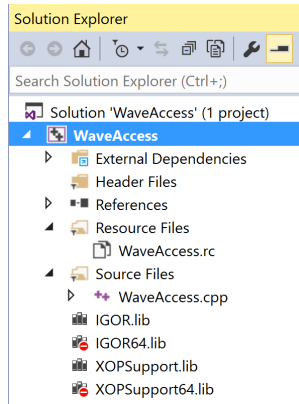 Solution Explorer
Search Solution Explorer (Ctrl+;)
Solution 'WaveAccess' (1 project)
WaveAccess
External Dependencies
Header Files
References
Resource Files
WaveAccess.rc
Source Files
WaveAccess.cpp
IGOR.lib
IGOR64.lib
XOPSupport.lib
XOPSupport64.lib